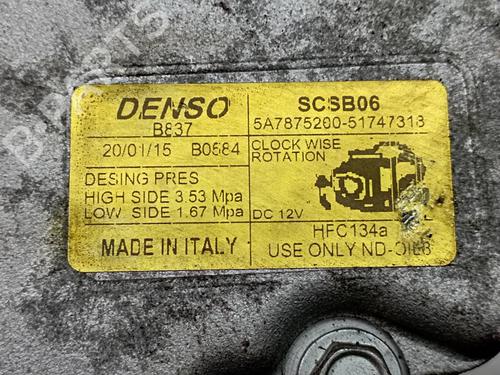 DENSO
B837
20/01/15 B0584
DESING PRES
HIGH SIDE 3.53 Mpa
LOW SIDE 1.67 Mpa
MADE IN ITALY
SCSB06
5A7875200-51747318
CLOCK WISE
ROTATION
DC 12V
HFC134a
USE ONLY ND-OIL8